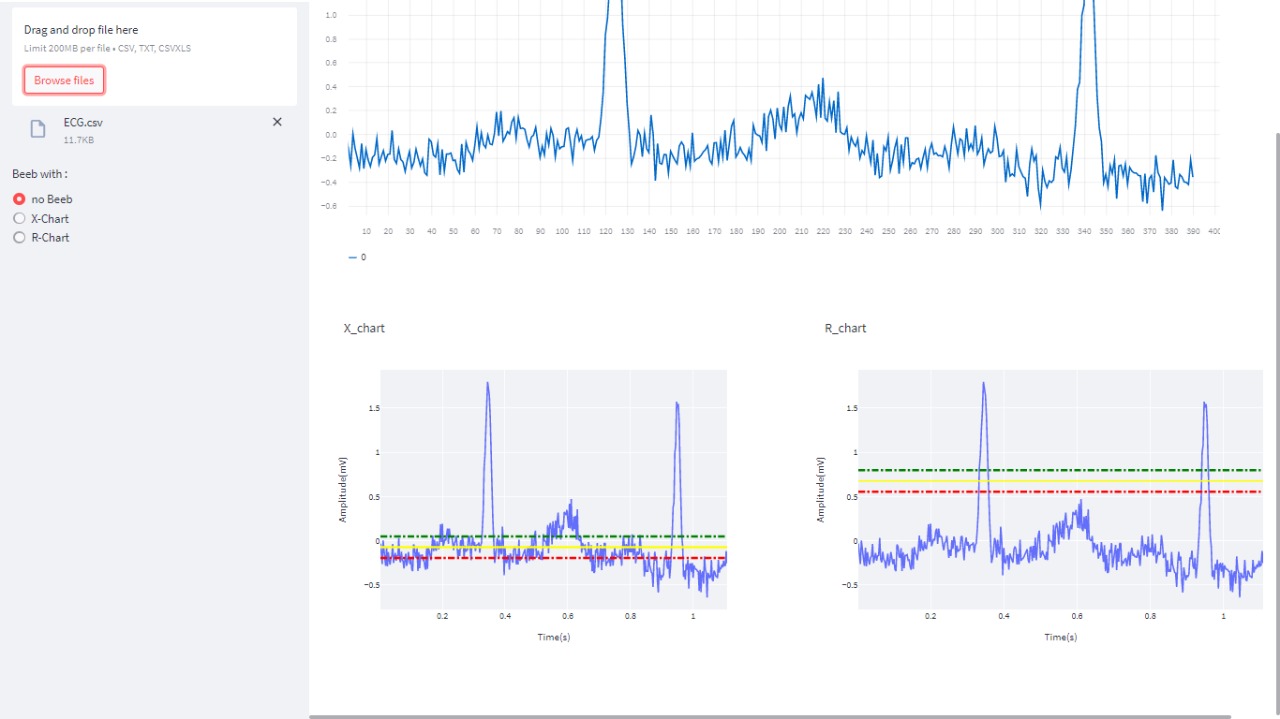 Drag and drop file here
Limit 200MB per file • CSV, TXT, CSVXLS
Browse files
ECG.csv
11.7KB
Beeb with :
no Beeb
X-Chart
R-Chart
1.0
0.8
0.6
0.4
0.2
0.0
−0.2
−0.4
−0.6
10 20 30 40 50 60 70 80 90 100 110 120 130 140 150 160 170 180 190 200 210 220 230 240 250 260 270 280 290 300 310 320 330 340 350 360 370 380 390 400
0
X_chart
1.5
1
0.5
0
−0.5
Amplitude[mV]
0.2 0.4 0.6 0.8 1
Time(s)
R_chart
1.5
1
0.5
0
−0.5
Amplitude[mV]
0.2 0.4 0.6 0.8 1
Time(s)